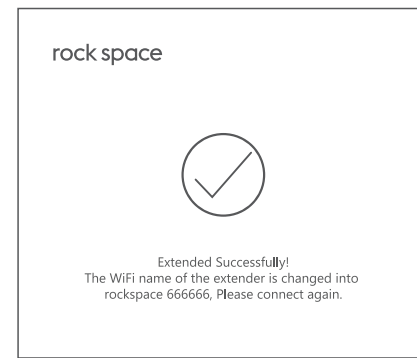 rock space
Extended Successfully!
The WiFi name of the extender is changed into
rockspace 666666, Please connect again.